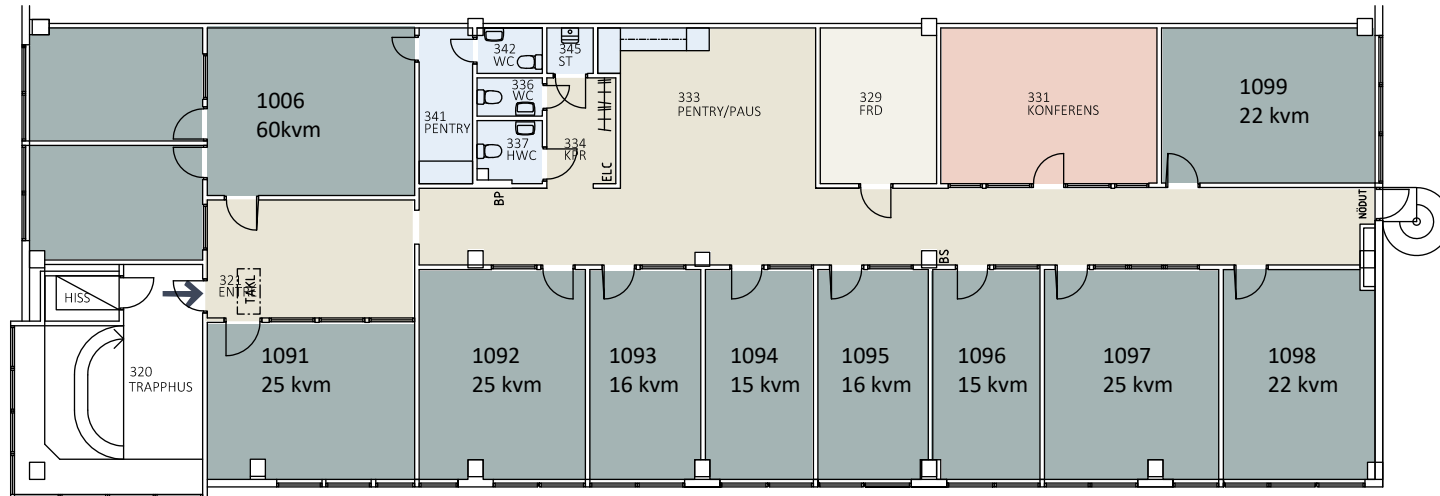 1006
60kvm
341
PENTRY
342
WC
336
WC
337
HWC
345
ST
334
KPR
ELC
BP
333
PENTRY/PAUS
329
FRD
331
KONFERENS
1099
22 kvm
NÖDUT
BS
HISS
321
ENTRÉ
TAKL
320
TRAPPHUS
1091
25 kvm
1092
25 kvm
1093
16 kvm
1094
15 kvm
1095
16 kvm
1096
15 kvm
1097
25 kvm
1098
22 kvm